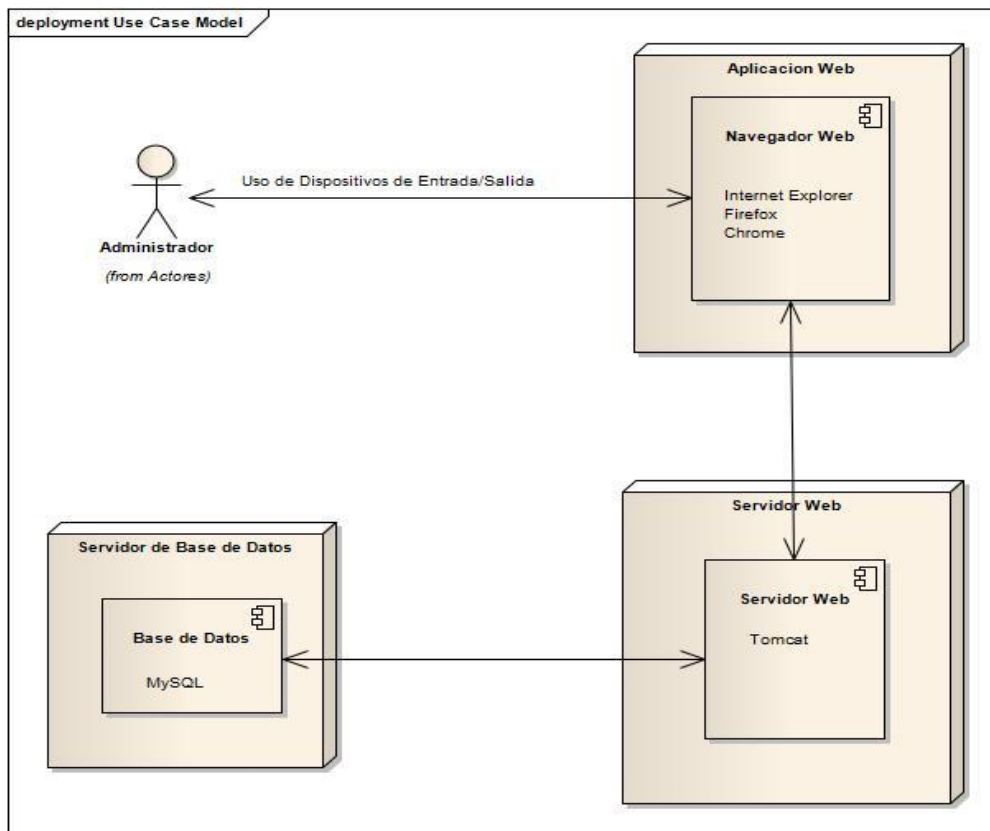 deployment Use Case Model
Aplicacion Web
Navegador Web
Internet Explorer
Firefox
Chrome
Uso de Dispositivos de Entrada/Salida
Administrador
(from Actores)
Servidor Web
Servidor Web
Tomcat
Servidor de Base de Datos
Base de Datos
MySQL